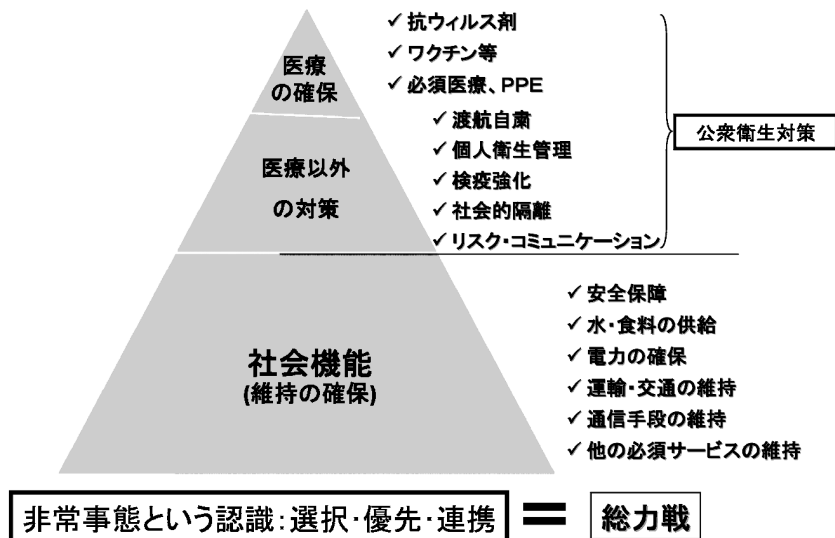 医療
の確保
✓抗ウィルス剤
✓ワクチン等
✓必須医療、PPE
医療以外
の対策
✓渡航自粛
✓個人衛生管理
✓検疫強化
✓社会的隔離
✓リスク・コミュニケーション
公衆衛生対策
社会機能
(維持の確保)
✓安全保障
✓水・食料の供給
✓電力の確保
✓運輸・交通の維持
✓通信手段の維持
✓他の必須サービスの維持
非常事態という認識:選択・優先・連携 = 総力戦